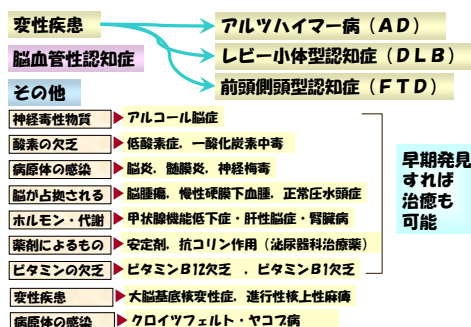 変性疾患
アルツハイマー病（ＡＤ）
脳血管性認知症
レビー小体型認知症（ＤＬＢ）
前頭側頭型認知症（ＦＴＤ）
その他
神経毒性物質 アルコール脳症
酸素の欠乏 低酸素症，一酸化炭素中毒
病原体の感染 脳炎，髄膜炎，神経梅毒
脳が占拠される 脳腫瘍，慢性硬膜下血腫，正常圧水頭症
ホルモン・代謝 甲状腺機能低下症・肝性脳症・腎臓病
薬剤によるもの 安定剤，抗コリン作用（泌尿器科治療薬）
ビタミンの欠乏 ビタミンＢ12欠乏 ，ビタミンＢ１欠乏
早期発見
すれば
治癒も
可能
変性疾患 大脳基底核変性症，進行性核上性麻痺
病原体の感染 クロイツフェルト・ヤコブ病